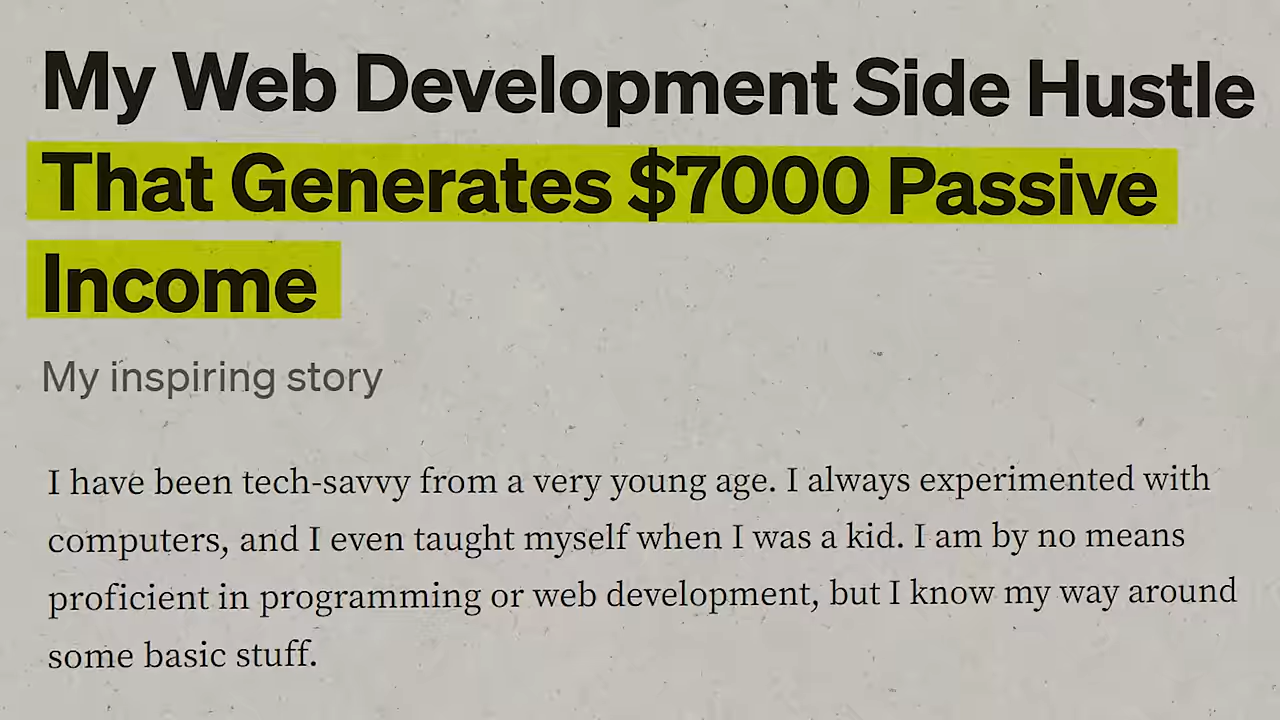 My Web Development Side Hustle
That Generates $7000 Passive
Income
My inspiring story
I have been tech-savvy from a very young age. I always experimented with
computers, and I even taught myself when I was a kid. I am by no means
proficient in programming or web development, but I know my way around
some basic stuff.